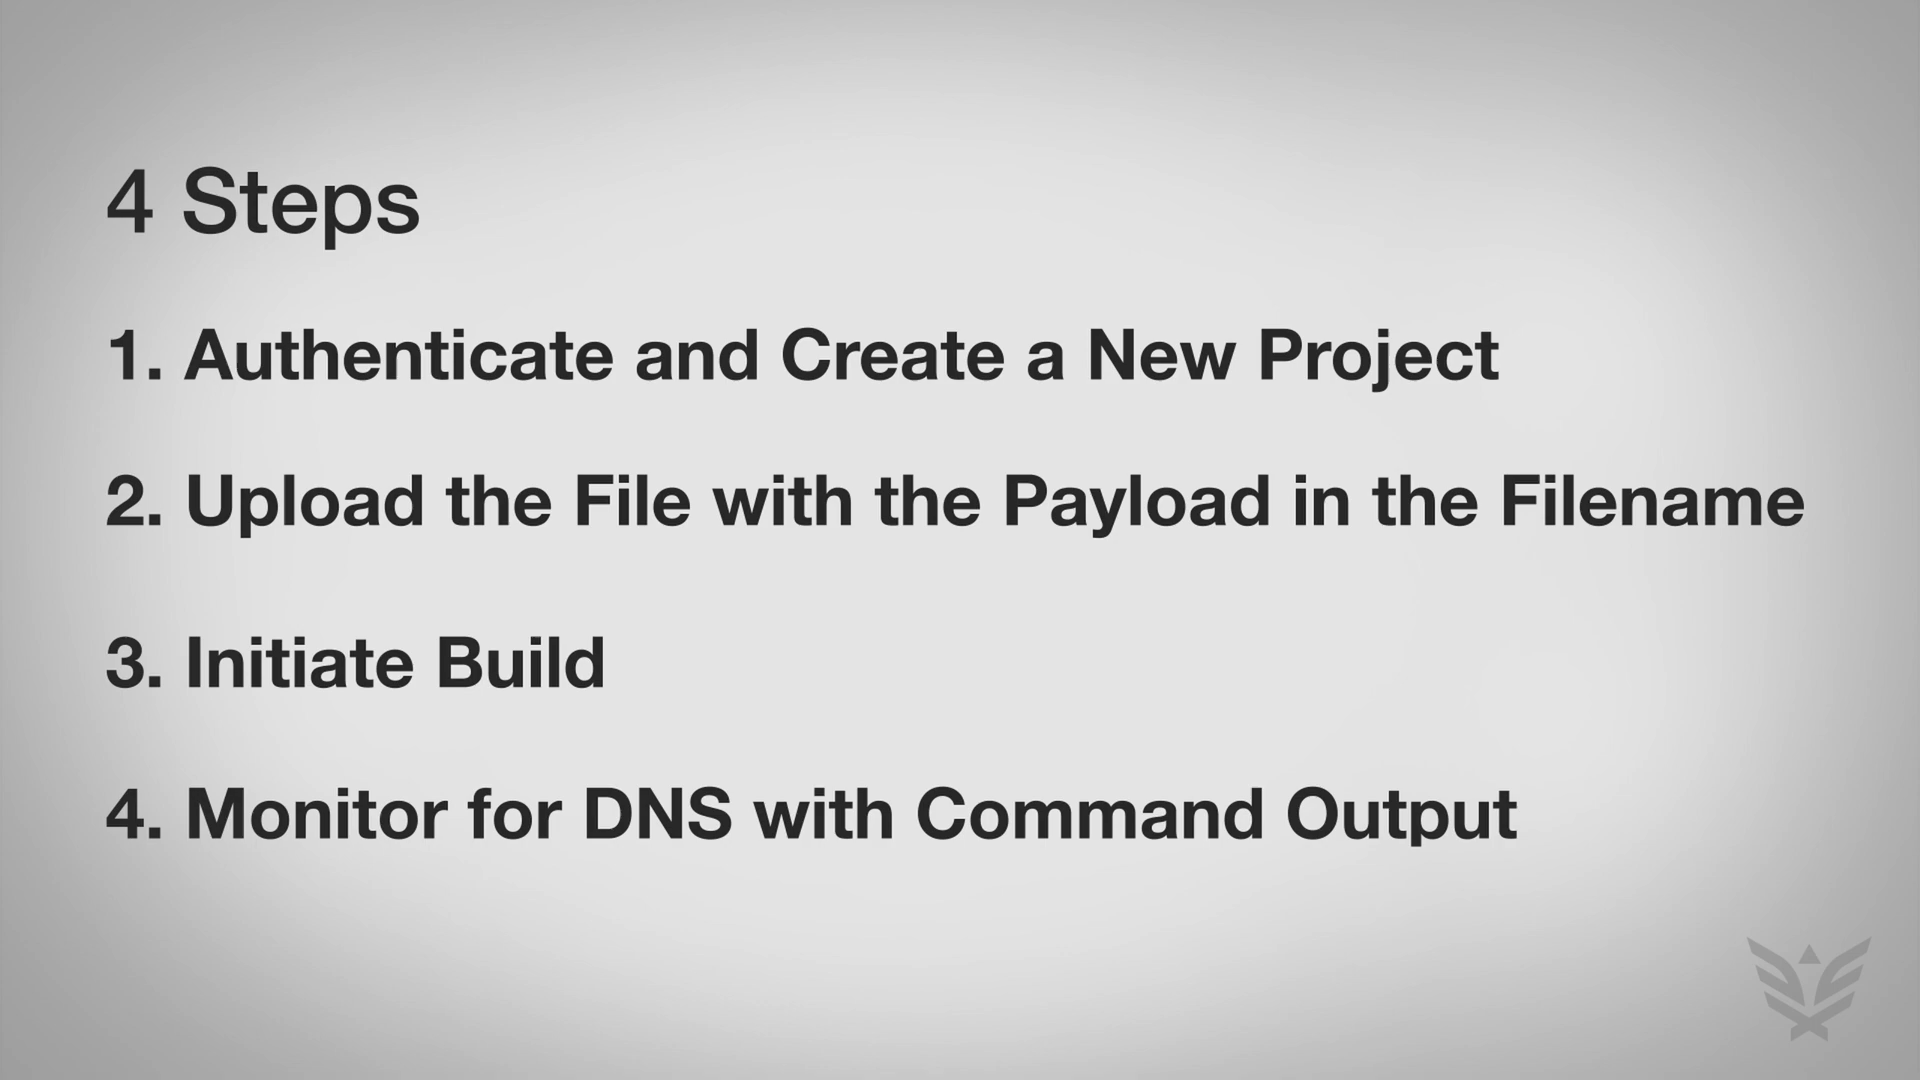 4 Steps
1. Authenticate and Create a New Project
2. Upload the File with the Payload in the Filename
3. Initiate Build
4. Monitor for DNS with Command Output